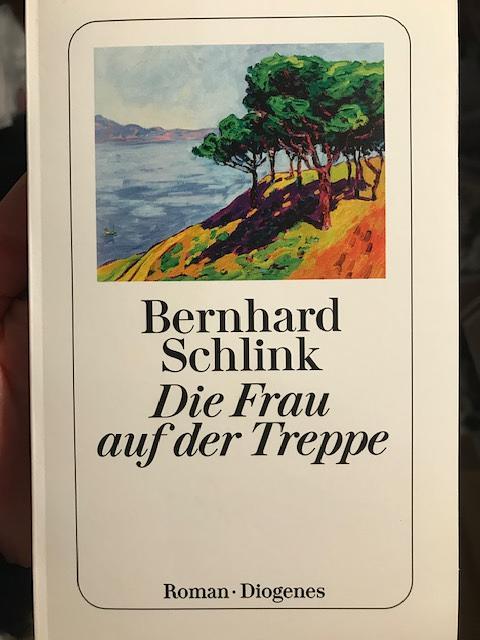 Bernhard
Schlink
Die Frau
auf der Treppe
Roman · Diogenes